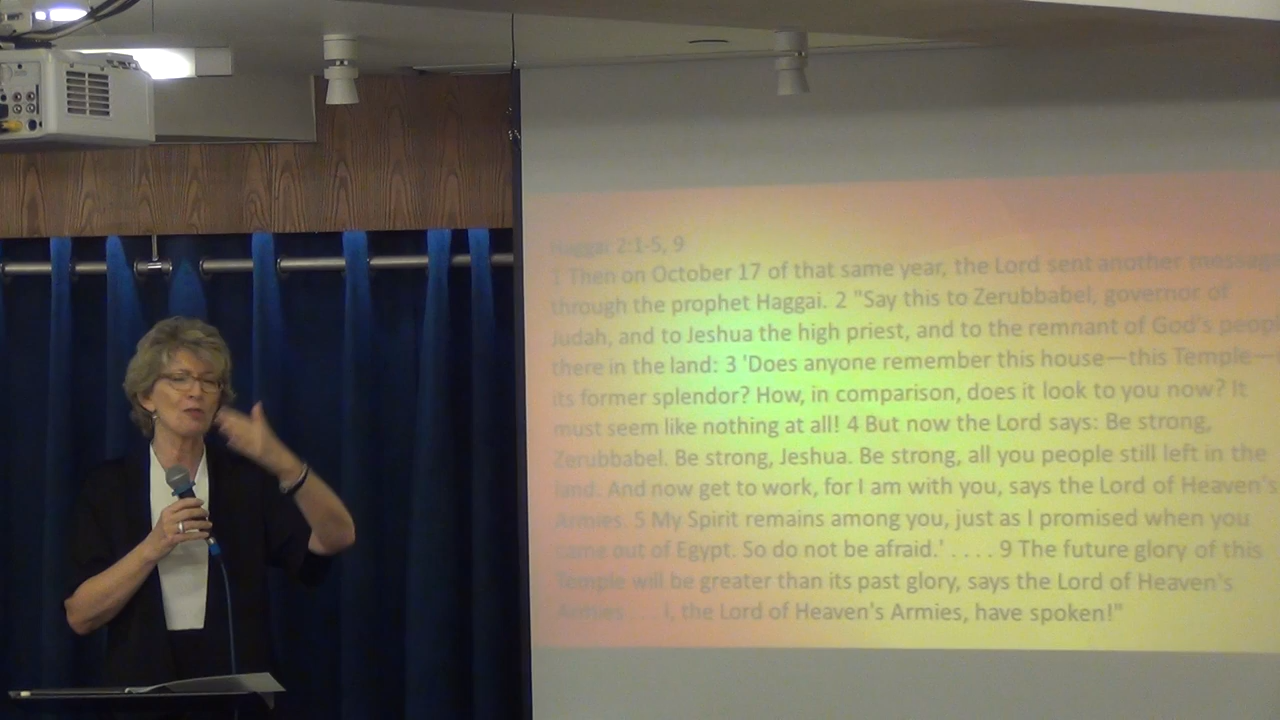 Haggai 2:1-5, 9
1 Then on October 17 of that same year, the Lord sent another message
through the prophet Haggai. 2 "Say this to Zerubbabel, governor of
Judah, and to Jeshua the high priest, and to the remnant of God's
there in the land: 3 'Does anyone remember this house—this Temple—
its former splendor? How, in comparison, does it look to you now? It
must seem like nothing at all! 4 But now the Lord says: Be strong,
Zerubbabel. Be strong, Jeshua. Be strong, all you people still left in the
land. And now get to work, for I am with you, says the Lord of Heaven's
Armies. 5 My Spirit remains among you, just as I promised when you
came out of Egypt. So do not be afraid.' . . . . 9 The future glory of this
Temple will be greater than its past glory, says the Lord of Heaven's
Armies I, the Lord of Heaven's Armies, have spoken!"